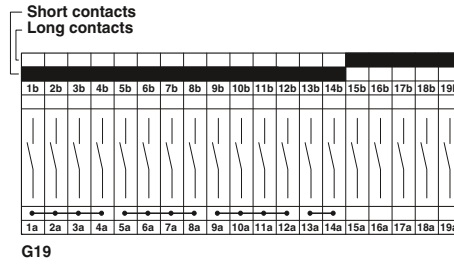 Short contacts
Long contacts
1b 2b 3b 4b 5b 6b 7b 8b 9b 10b 11b 12b 13b 14b 15b 16b 17b 18b
1a 2a 3a 4a 5a 6a 7a 8a 9a 10a 11a 12a 13a 14a 15a 16a 17a 18a 19a
G19